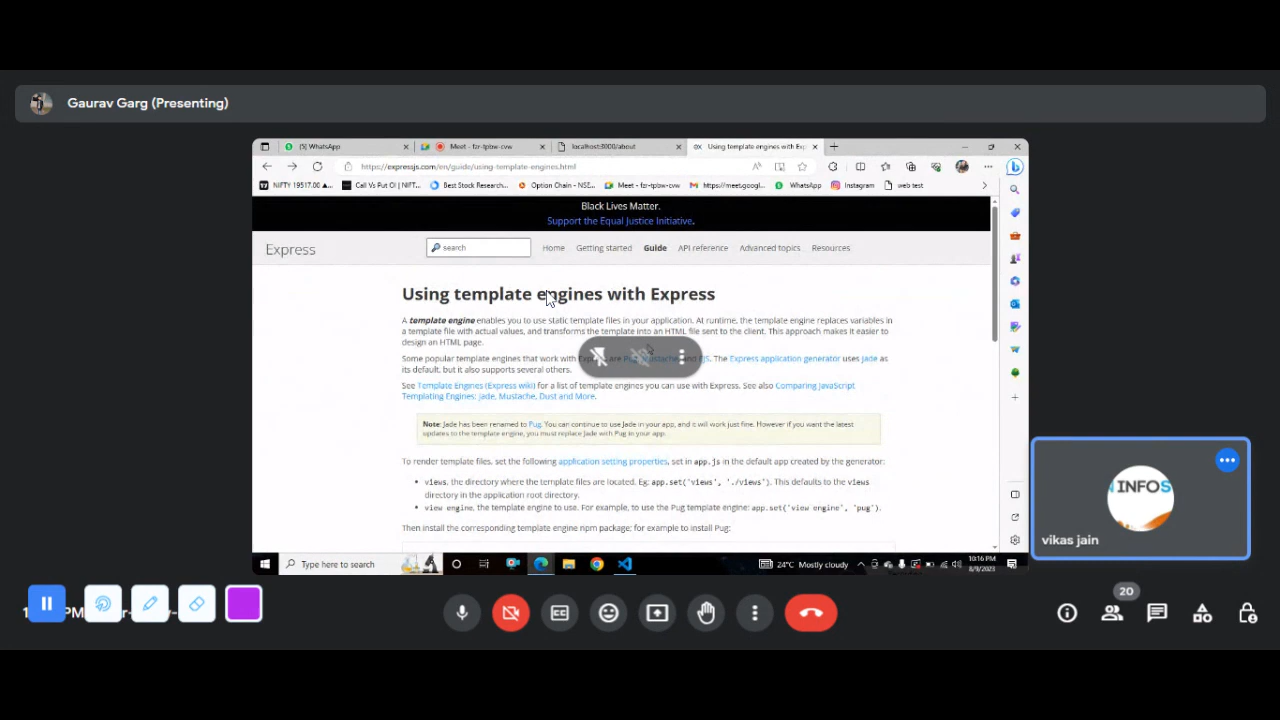 Gaurav Garg (Presenting)
(5) WhatsApp
Meet - fzr-tpbw-cvw
localhost:3000/about
Using template engines with Exp
https://expressjs.com/en/guide/using-template-engines.html
NIFTY 19517.00 ▲...
Call Vs Put OI | NIFT...
Best Stock Research...
Option Chain - NSE...
Meet - fzr-tpbw-cvw
https://meet.googl...
WhatsApp
Instagram
web test
Black Lives Matter.
Support the Equal Justice Initiative.
Express
search
Home
Getting started
Guide
API reference
Advanced topics
Resources
Using template engines with Express
A template engine enables you to use static template files in your application. At runtime, the template engine replaces variables
in a template file with actual values, and transforms the template into an HTML file sent to the client. This approach makes it easier to
design an HTML page.
Some popular template engines that work with are and The Express application generator uses Jade as
its default, but it also supports several others.
See Template Engines (Express wiki) for a list of template engines you can use with Express. See also Comparing JavaScript
Templating Engines: Jade, Mustache, Dust and More.
Note: Jade has been renamed to Pug. You can continue to use Jade in your app, and it will work just fine. However if you want the latest
updates to the template engine, you must replace Jade with Pug in your app.
To render template files, set the following application setting properties, set in app.js in the default app created by the generator:
• views, the directory where the template files are located. Eg: app.set('views', './views'). This defaults to the views
directory in the application root directory.
• view engine, the template engine to use. For example, to use the Pug template engine: app.set('view engine', 'pug').
Then install the corresponding template engine npm package; for example to install Pug:
INFOS
vikas jain
Type here to search
24°C Mostly cloudy
10:16 PM
8/9/2023
20